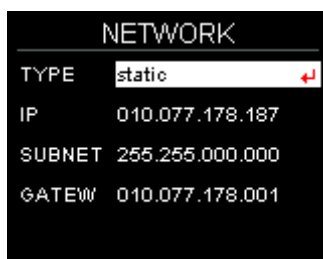 NETWORK
TYPE static
IP 010.077.178.187
SUBNET 255.255.000.000
GATEW 010.077.178.001